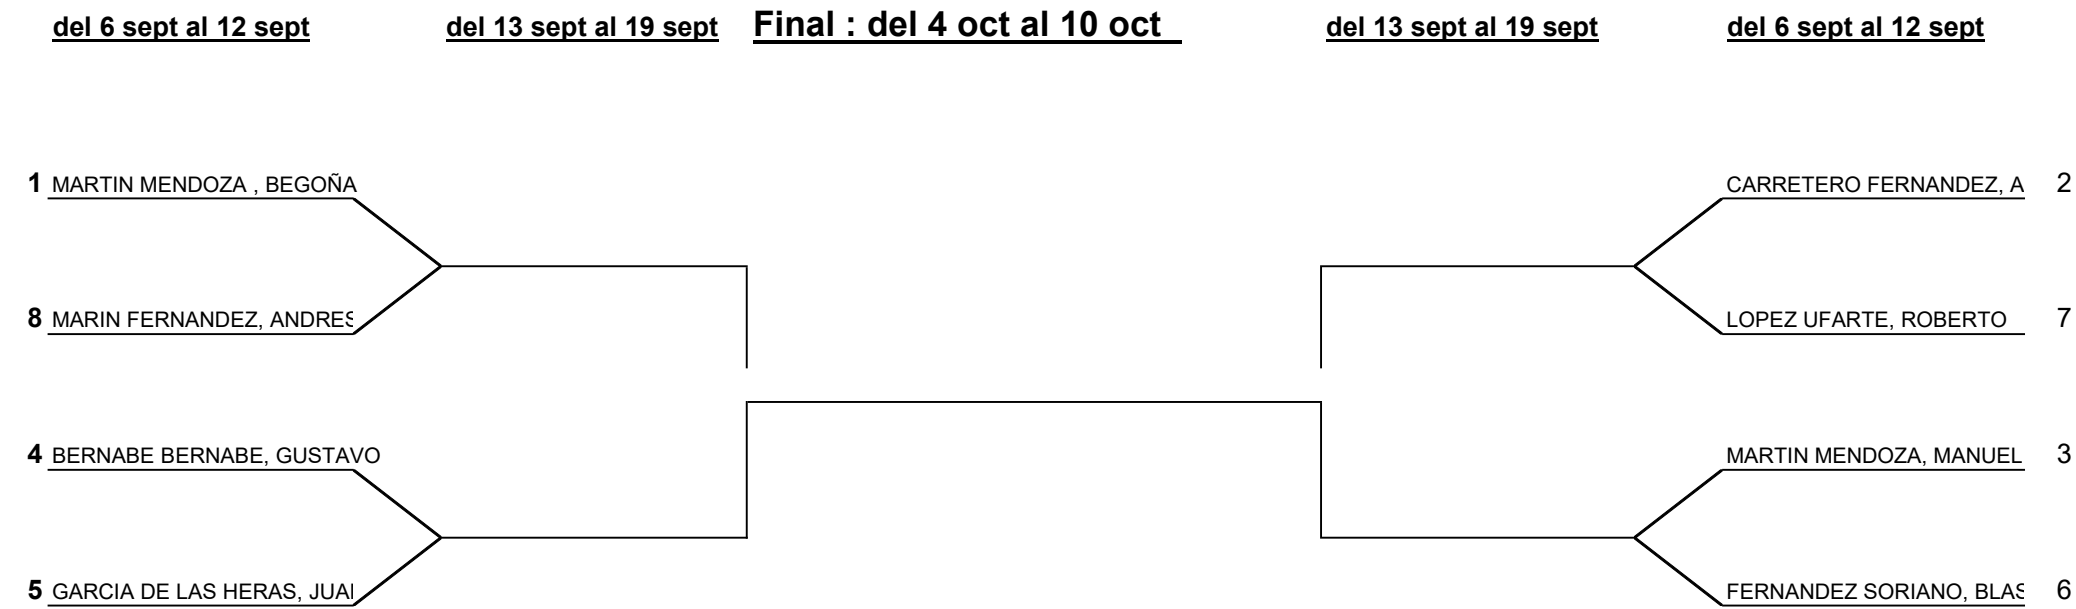 del 6 sept al 12 sept del 13 sept al 19 sept Final : del 4 oct al 10 oct del 13 sept al 19 sept del 6 sept al 12 sept
1 MARTIN MENDOZA , BEGOÑA CARRETERO FERNANDEZ, A 2
8 MARIN FERNANDEZ, ANDRES LOPEZ UFARTE, ROBERTO 7
4 BERNABE BERNABE, GUSTAVO MARTIN MENDOZA, MANUEL 3
5 GARCIA DE LAS HERAS, FERNANDEZ SORIANO, BLAS 6